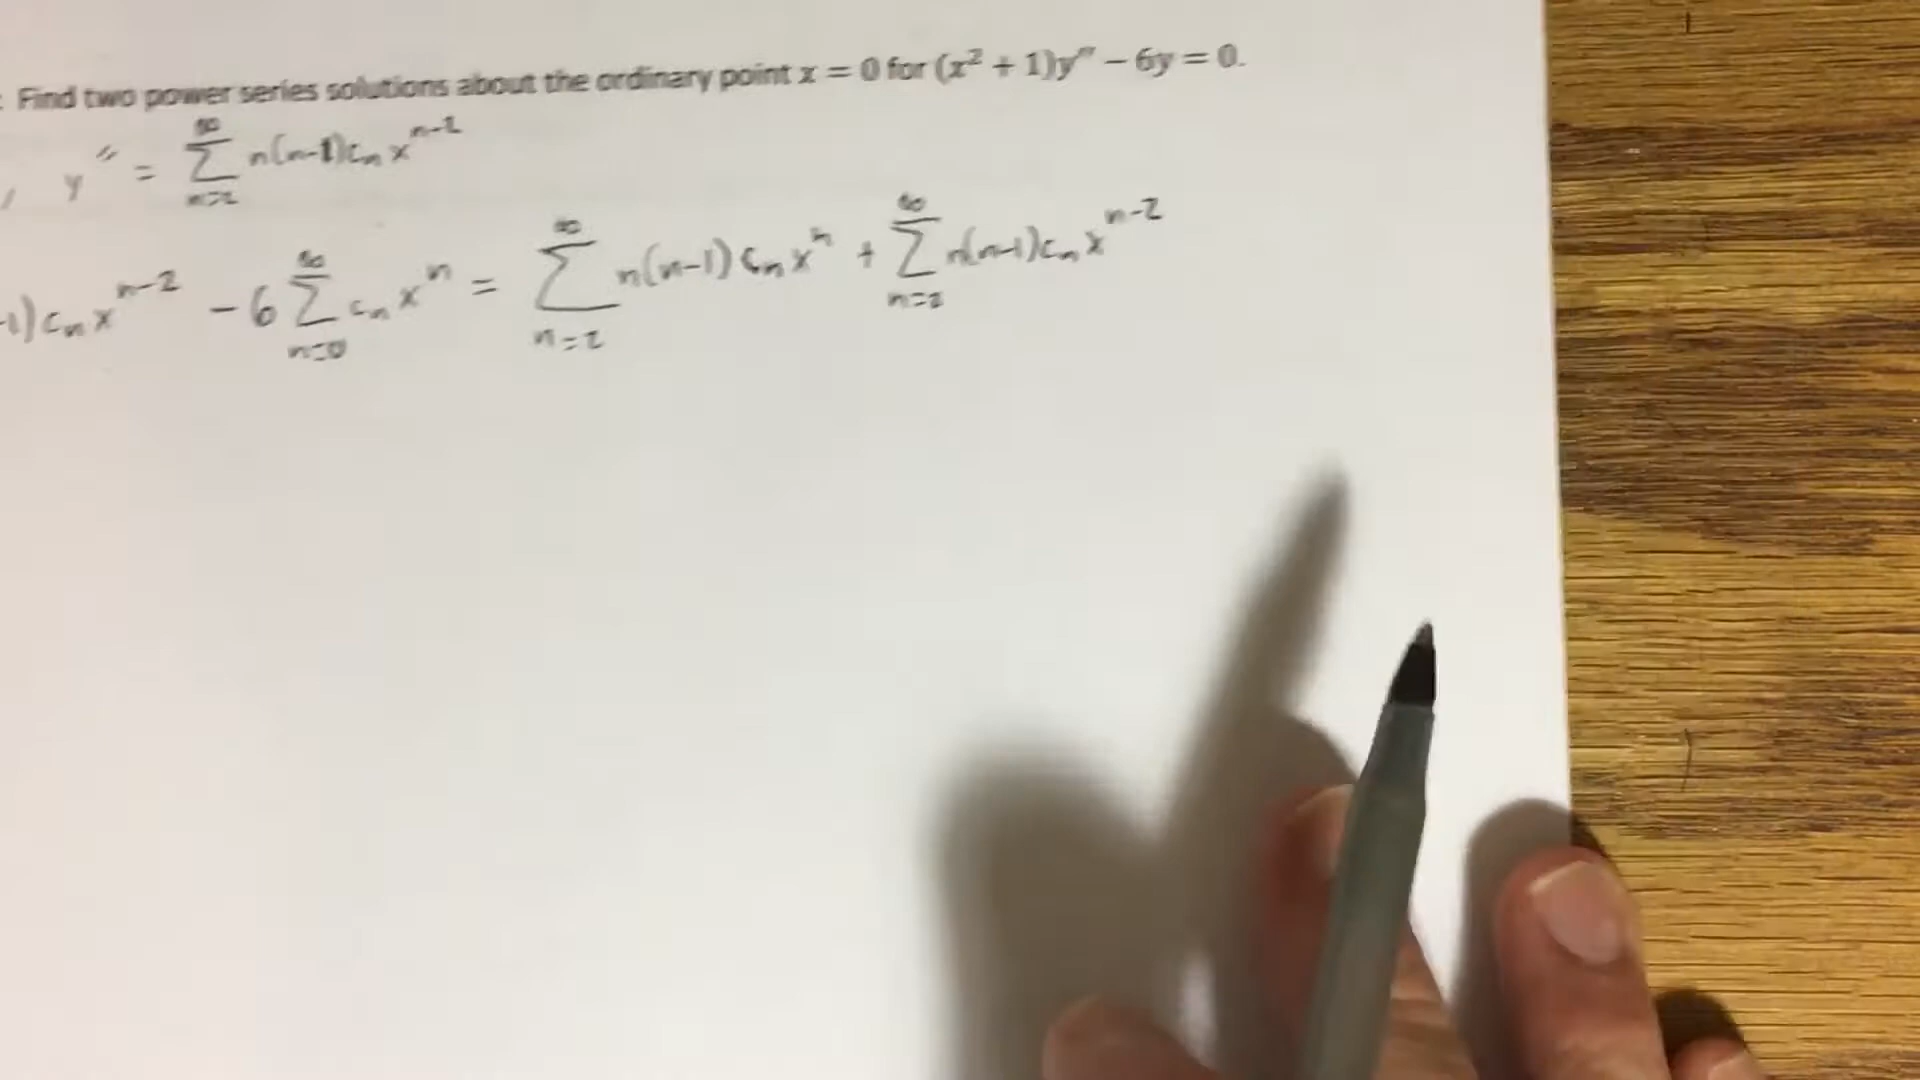 : Find two power series solutions about the ordinary point x = 0 for (x² + 1)y″ − 6y = 0.
, y″ = ∞∑n=2 n(n-1)cₙxⁿ⁻²
-1)cₙxⁿ⁻² - 6 ∞∑n=0 cₙxⁿ = ∞∑n=2 n(n-1)cₙxⁿ + ∞∑n=2 n(n-1)cₙxⁿ⁻²